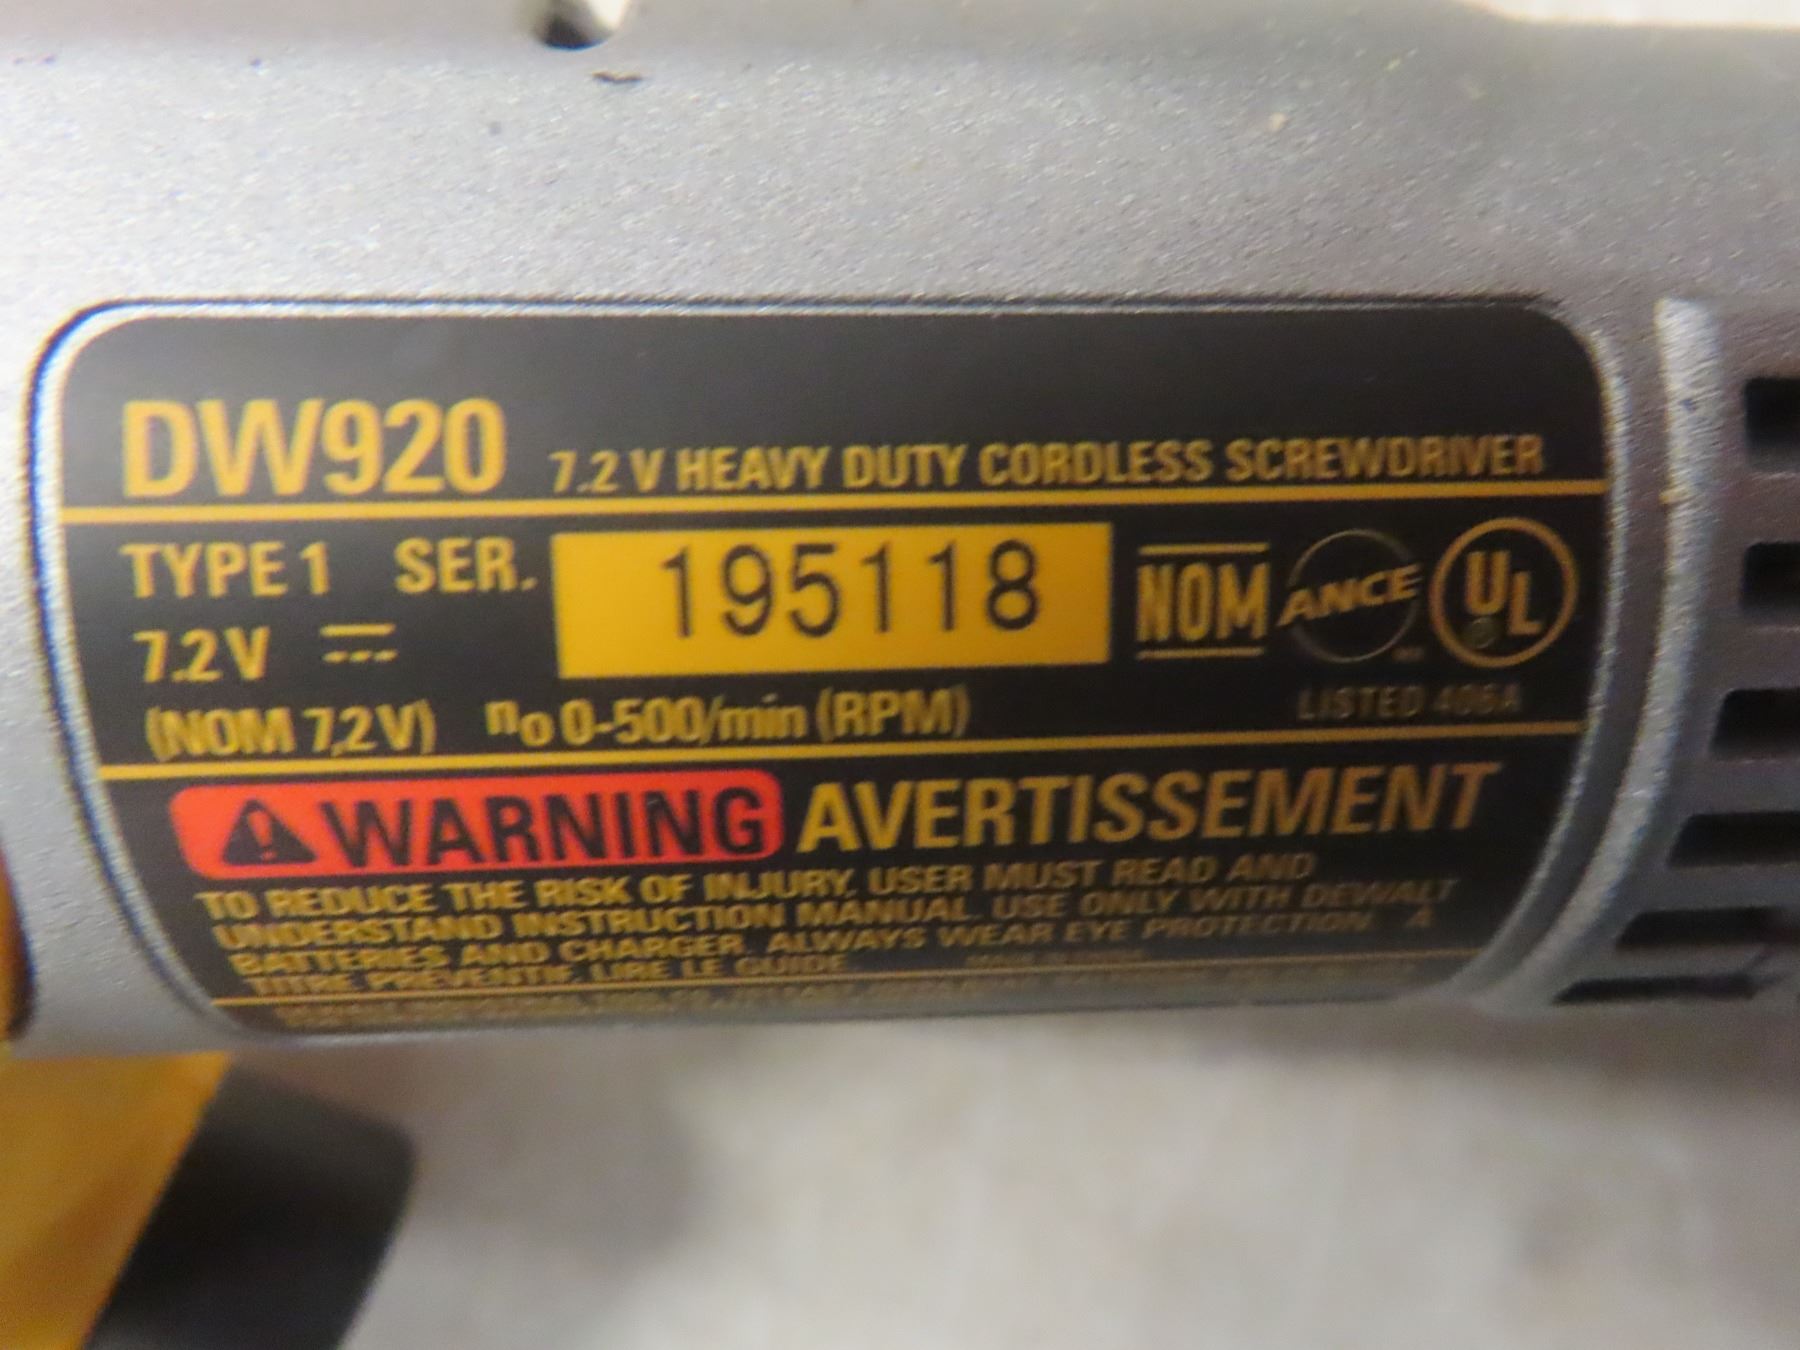 DW920 7.2 V HEAVY DUTY CORDLESS SCREWDRIVER
TYPE 1 SER. 195118 NOM ANCE UL
7.2 V
(NOM 7,2 V) no 0-500/min (RPM) LISTED 406A
WARNING AVERTISSEMENT
TO REDUCE THE RISK OF INJURY, USER MUST READ AND
UNDERSTAND INSTRUCTION MANUAL. USE ONLY WITH DEWALT
BATTERIES AND CHARGER. ALWAYS WEAR EYE PROTECTION. A
TITRE PREVENTIF, LIRE LE GUIDE.